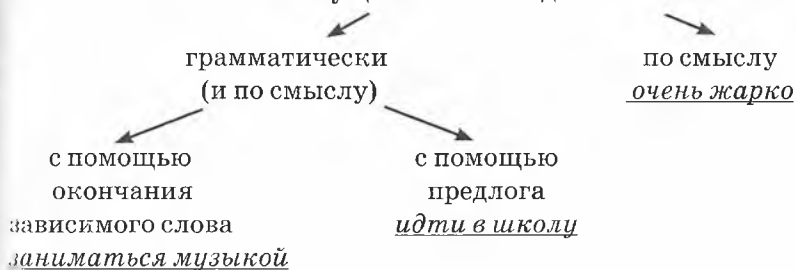 грамматически
(и по смыслу)
по смыслу
очень жарко
с помощью
окончания
зависимого слова
заниматься музыкой
с помощью
предлога
идти в школу